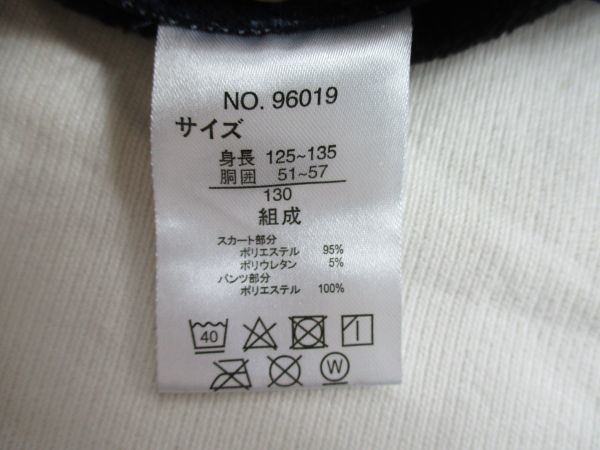 NO. 96019
サイズ
身長 125~135
胴囲 51~57
130
組成
スカート部分
ポリエステル 95%
ポリウレタン 5%
パンツ部分
ポリエステル 100%
40
W